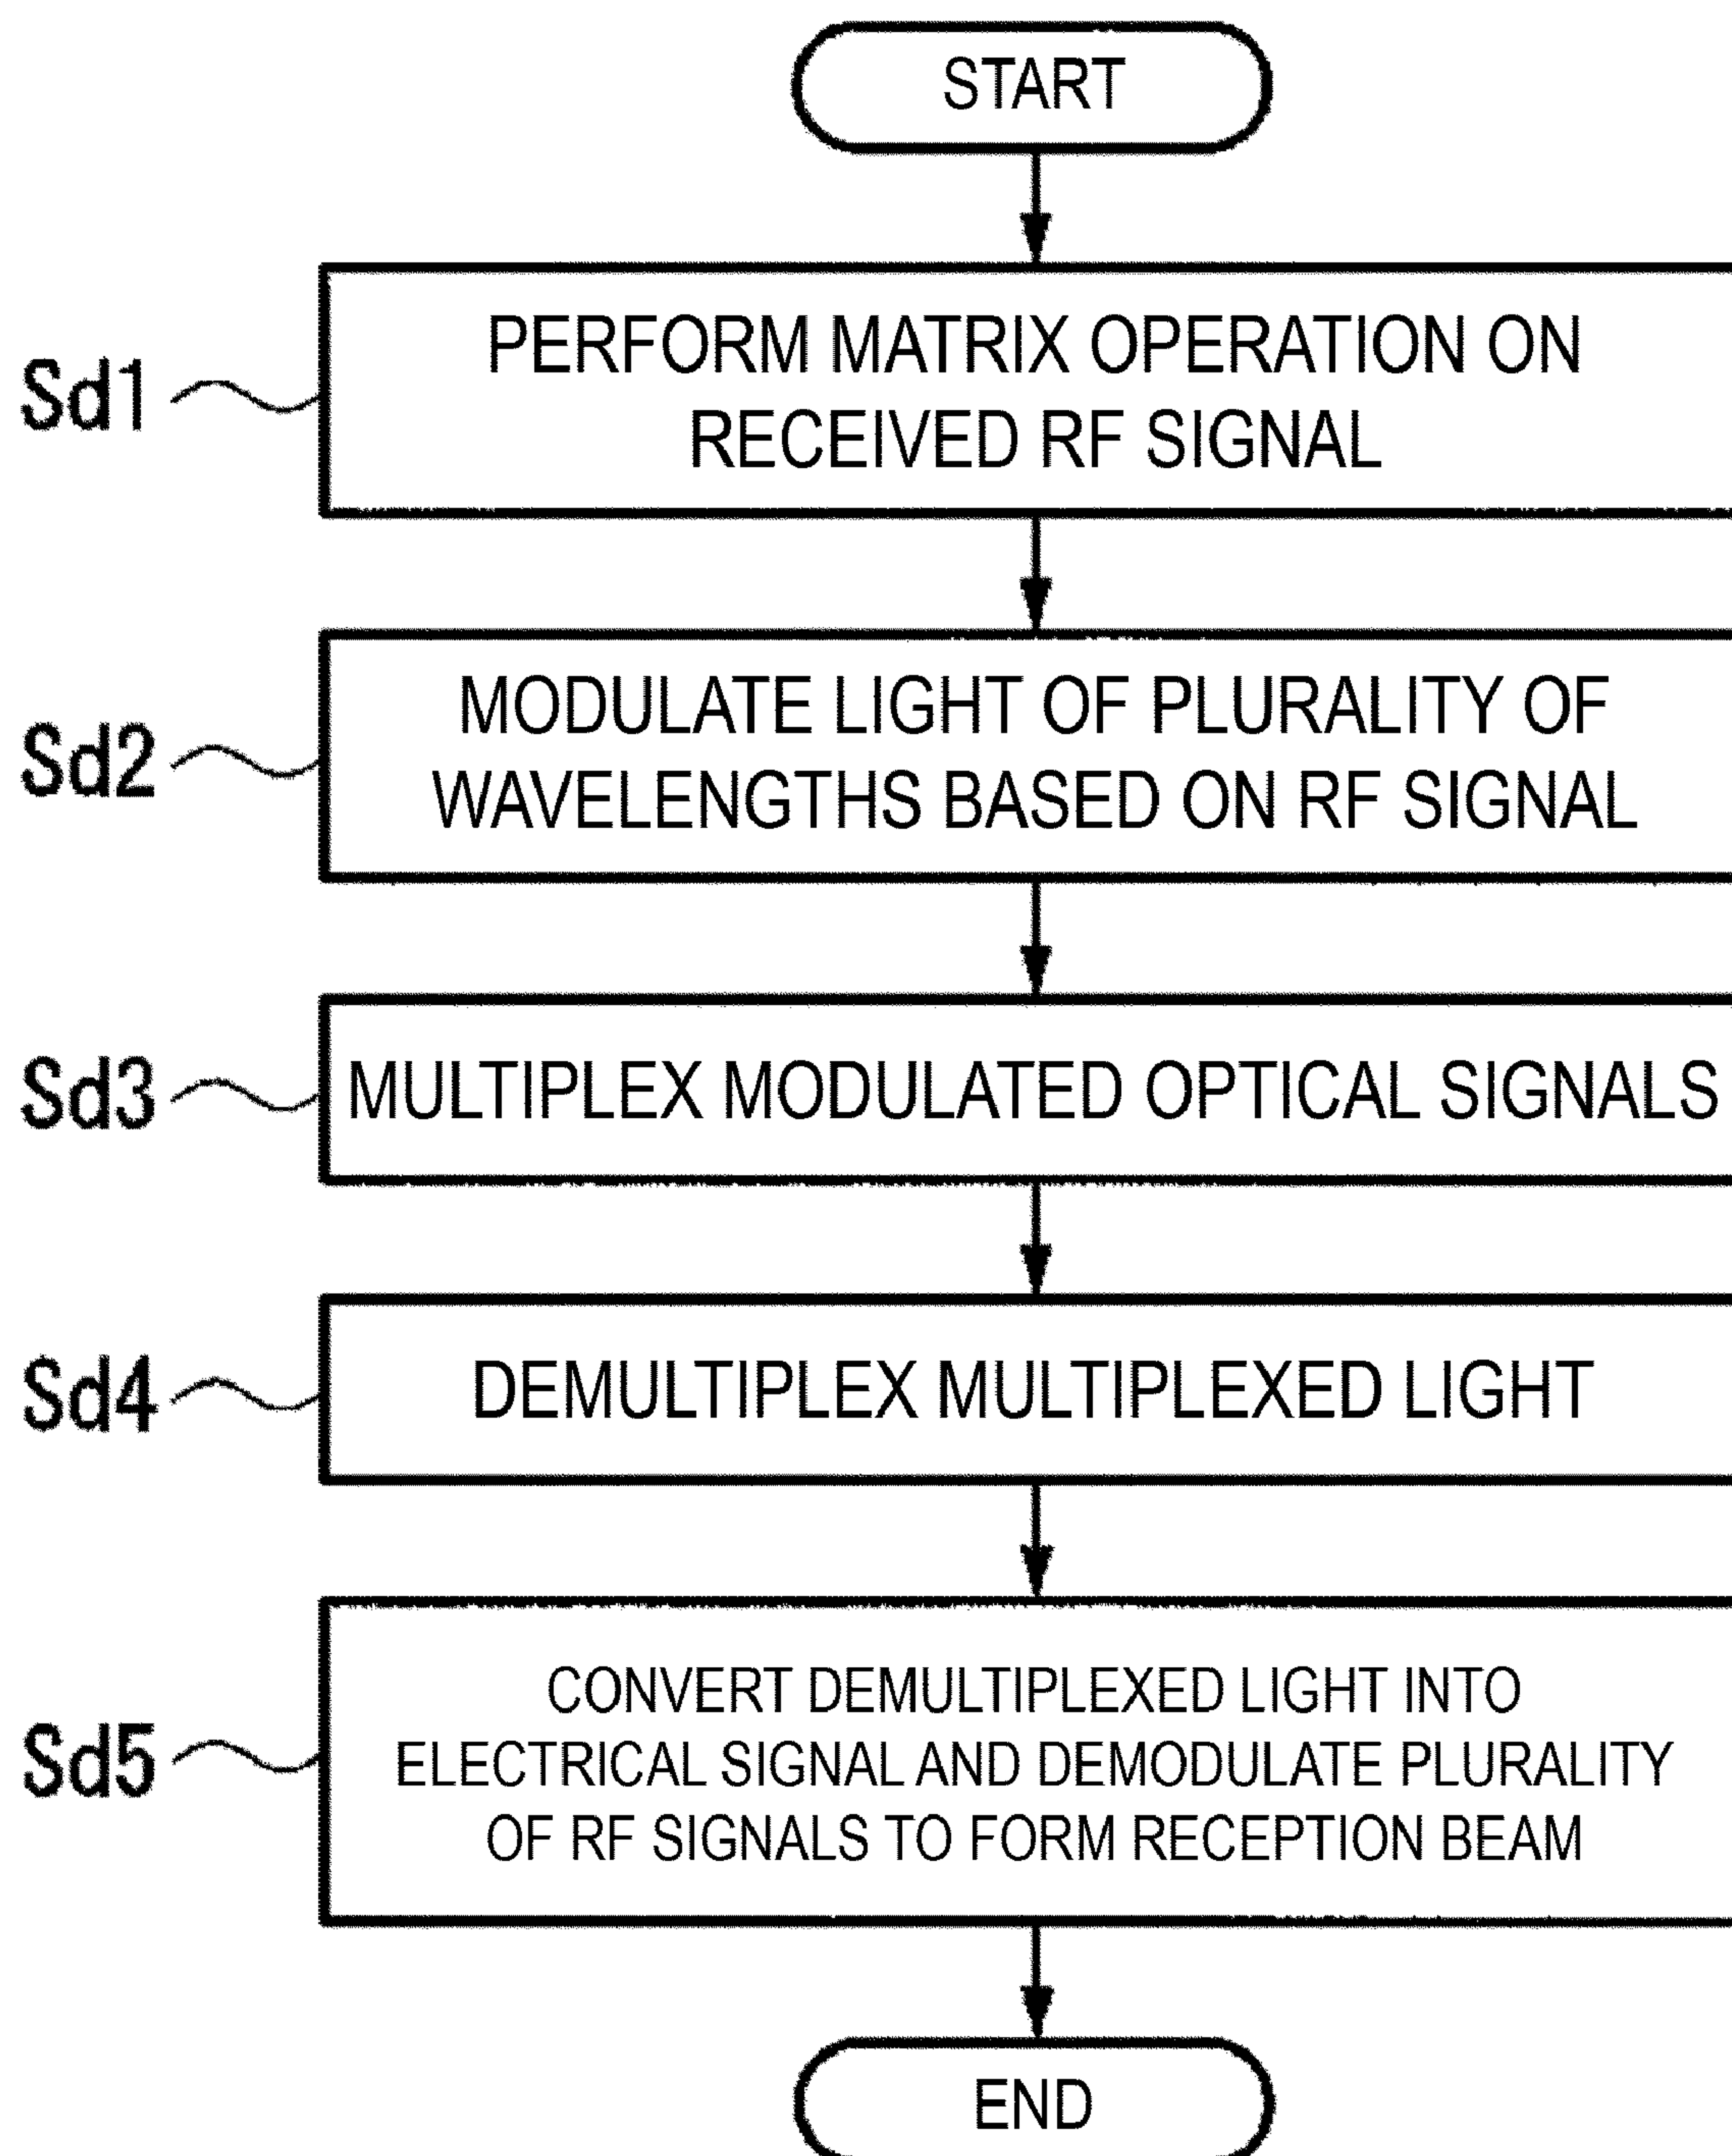 START
Sd1
PERFORM MATRIX OPERATION ON
RECEIVED RF SIGNAL
Sd2
MODULATE LIGHT OF PLURALITY OF
WAVELENGTHS BASED ON RF SIGNAL
Sd3
MULTIPLEX MODULATED OPTICAL SIGNALS
Sd4
DEMULTIPLEX MULTIPLEXED LIGHT
Sd5
CONVERT DEMULTIPLEXED LIGHT INTO
ELECTRICAL SIGNAL AND DEMODULATE PLURALITY
OF RF SIGNALS TO FORM RECEPTION BEAM
END